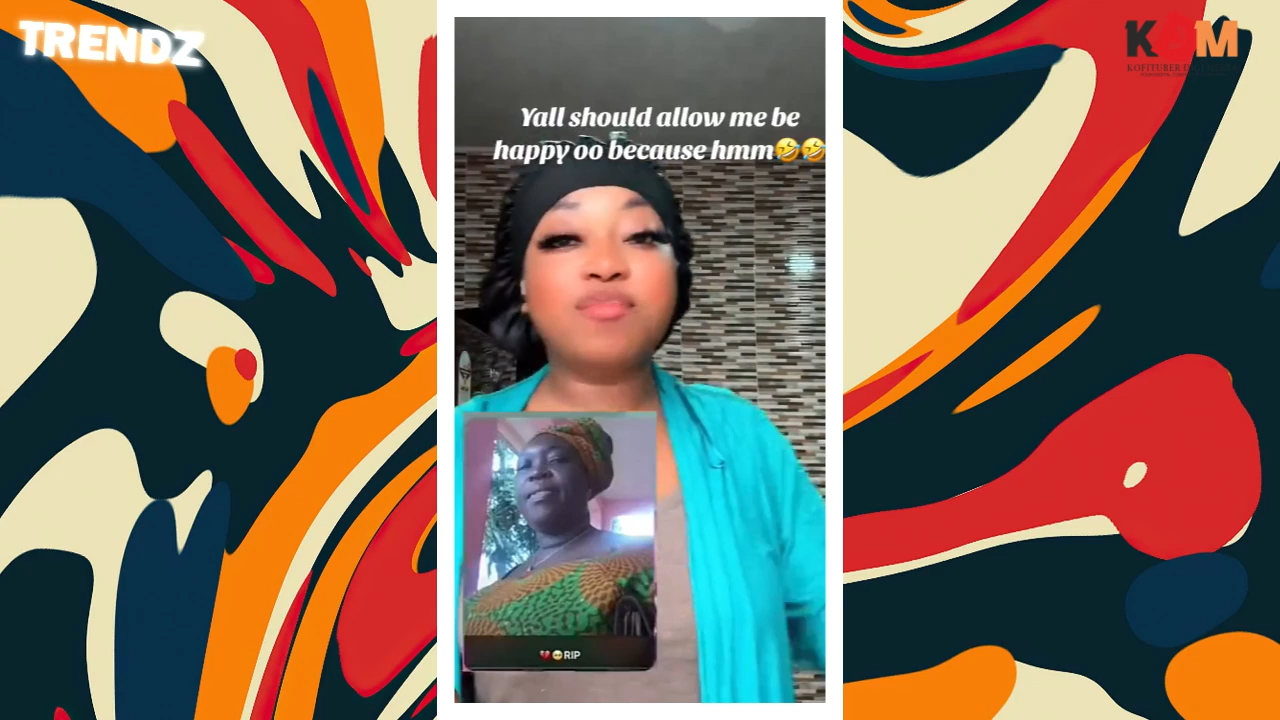 TRENDZ
K M
Yall should allow me be
happy oo because hmm🤣🤣
💔🥺RIP